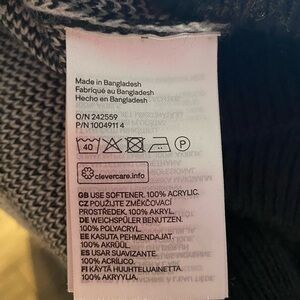 Made in Bangladesh
Fabriqué au Bangladesh
Hecho en Bangladesh
O/N 242559
P/N 1004911 4
40
P
clevercare.info
GB USE SOFTENER. 100% ACRYLIC.
CZ POUŽIJTE ZMĚKČOVACÍ
PROSTŘEDEK. 100% AKRYL.
DE WEICHSPÜLER BENUTZEN.
100% POLYACRYL.
EE KASUTA PEHMENDAJAT.
100% AKRÜÜL.
ES USAR SUAVIZANTE.
100% ACRÍLICO.
FI KÄYTÄ HUUHTELUAINETTA.
100% AKRYYLIA.